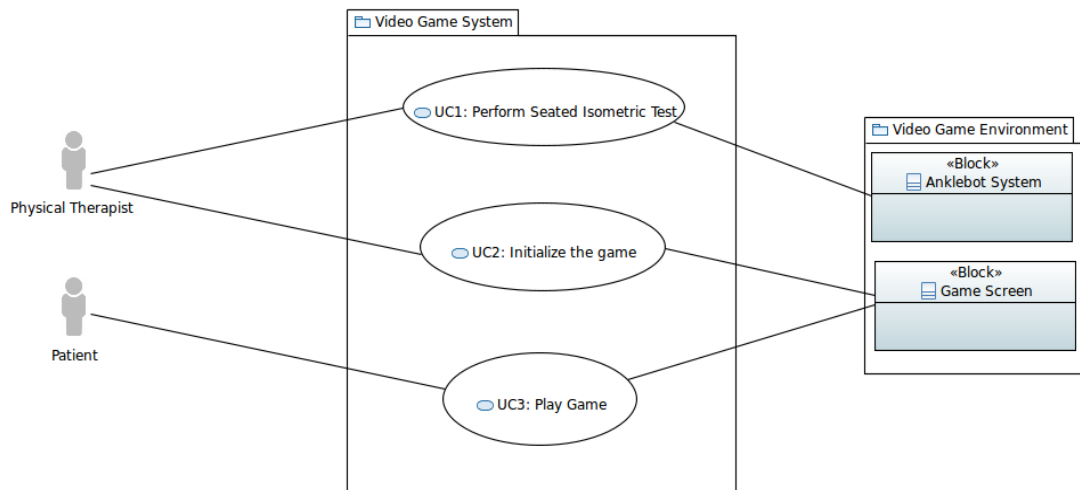 Video Game System
UC1: Perform Seated Isometric Test
Video Game Environment
«Block»
Anklebot System
Physical Therapist
UC2: Initialize the game
«Block»
Game Screen
Patient
UC3: Play Game